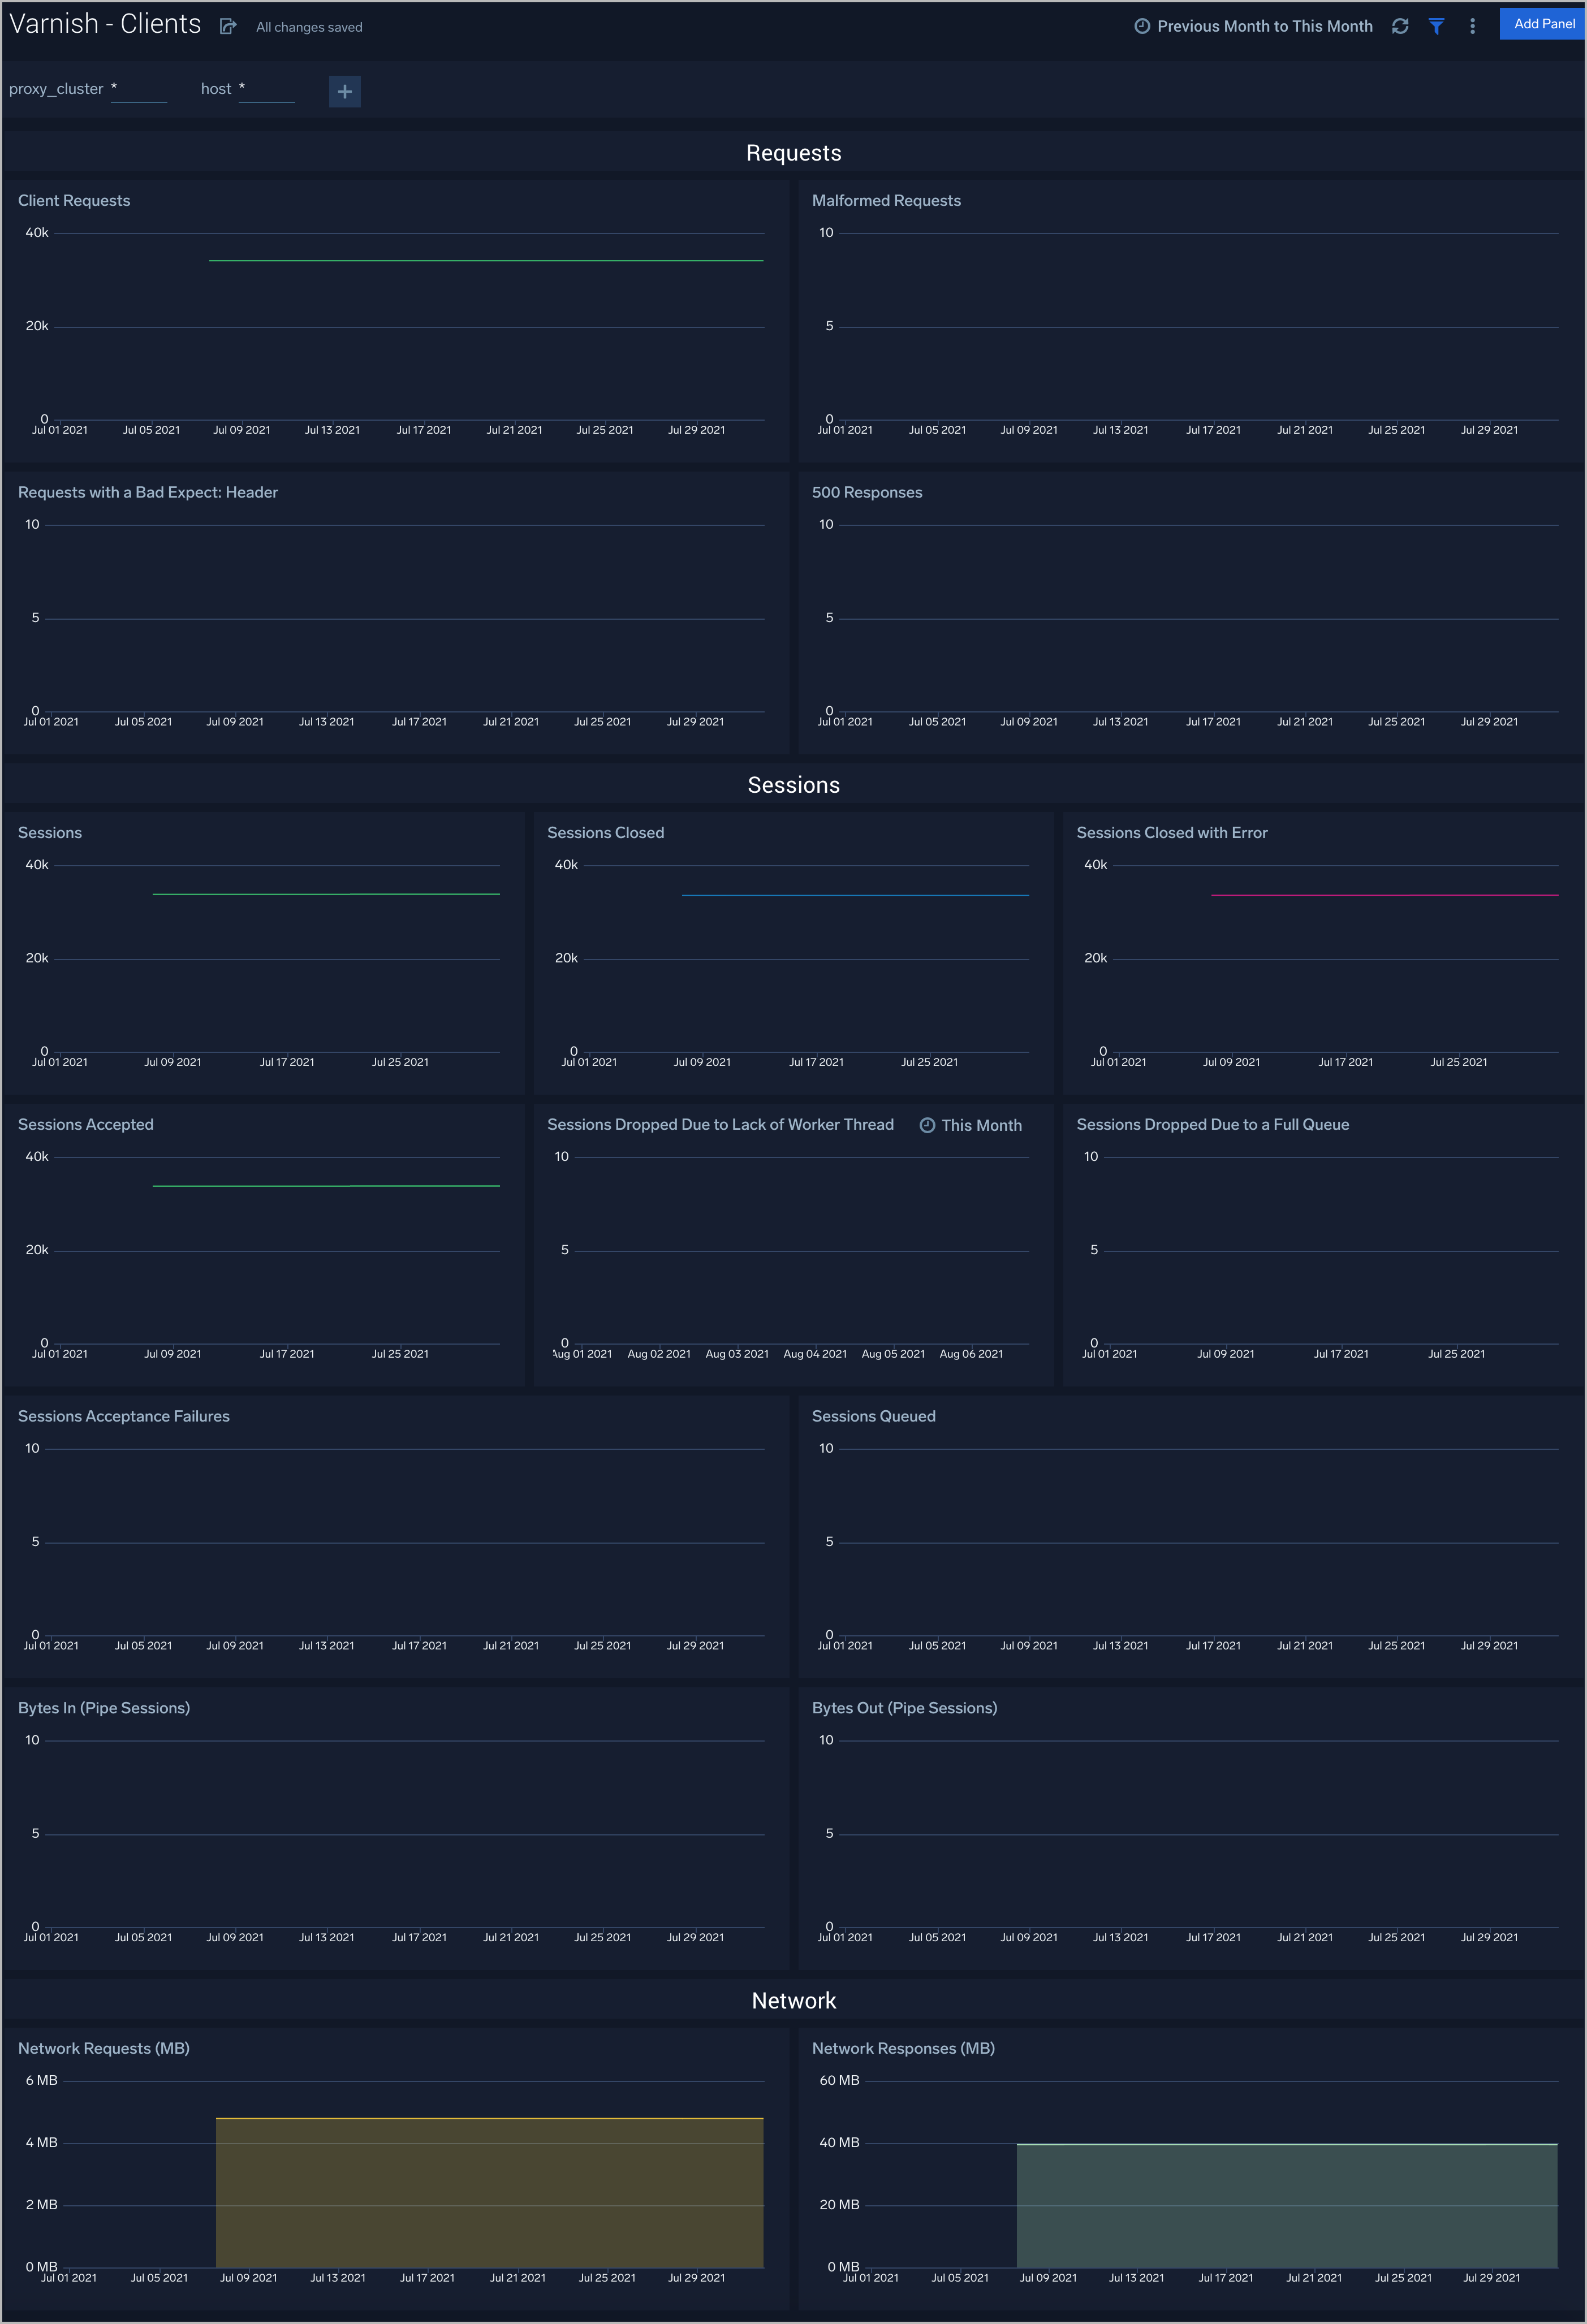 Varnish - Clients All changes saved Previous Month to This Month Add Panel
proxy_cluster * host * +
Requests
Client Requests
40k
20k
0
Jul 01 2021 Jul 05 2021 Jul 09 2021 Jul 13 2021 Jul 17 2021 Jul 21 2021 Jul 25 2021 Jul 29 2021
Malformed Requests
10
5
0
Jul 01 2021 Jul 05 2021 Jul 09 2021 Jul 13 2021 Jul 17 2021 Jul 21 2021 Jul 25 2021 Jul 29 2021
Requests with a Bad Expect: Header
10
5
0
Jul 01 2021 Jul 05 2021 Jul 09 2021 Jul 13 2021 Jul 17 2021 Jul 21 2021 Jul 25 2021 Jul 29 2021
500 Responses
10
5
0
Jul 01 2021 Jul 05 2021 Jul 09 2021 Jul 13 2021 Jul 17 2021 Jul 21 2021 Jul 25 2021 Jul 29 2021
Sessions
Sessions
40k
20k
0
Jul 01 2021 Jul 09 2021 Jul 17 2021 Jul 25 2021
Sessions Closed
40k
20k
0
Jul 01 2021 Jul 09 2021 Jul 17 2021 Jul 25 2021
Sessions Closed with Error
40k
20k
0
Jul 01 2021 Jul 09 2021 Jul 17 2021 Jul 25 2021
Sessions Accepted
40k
20k
0
Jul 01 2021 Jul 09 2021 Jul 17 2021 Jul 25 2021
Sessions Dropped Due to Lack of Worker Thread This Month
10
5
0
Aug 01 2021 Aug 02 2021 Aug 03 2021 Aug 04 2021 Aug 05 2021 Aug 06 2021
Sessions Dropped Due to a Full Queue
10
5
0
Jul 01 2021 Jul 09 2021 Jul 17 2021 Jul 25 2021
Sessions Acceptance Failures
10
5
0
Jul 01 2021 Jul 05 2021 Jul 09 2021 Jul 13 2021 Jul 17 2021 Jul 21 2021 Jul 25 2021 Jul 29 2021
Sessions Queued
10
5
0
Jul 01 2021 Jul 05 2021 Jul 09 2021 Jul 13 2021 Jul 17 2021 Jul 21 2021 Jul 25 2021 Jul 29 2021
Bytes In (Pipe Sessions)
10
5
0
Jul 01 2021 Jul 05 2021 Jul 09 2021 Jul 13 2021 Jul 17 2021 Jul 21 2021 Jul 25 2021 Jul 29 2021
Bytes Out (Pipe Sessions)
10
5
0
Jul 01 2021 Jul 05 2021 Jul 09 2021 Jul 13 2021 Jul 17 2021 Jul 21 2021 Jul 25 2021 Jul 29 2021
Network
Network Requests (MB)
6 MB
4 MB
2 MB
0 MB
Jul 01 2021 Jul 05 2021 Jul 09 2021 Jul 13 2021 Jul 17 2021 Jul 21 2021 Jul 25 2021 Jul 29 2021
Network Responses (MB)
60 MB
40 MB
20 MB
0 MB
Jul 01 2021 Jul 05 2021 Jul 09 2021 Jul 13 2021 Jul 17 2021 Jul 21 2021 Jul 25 2021 Jul 29 2021